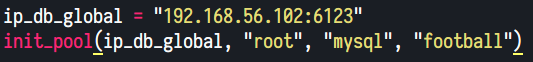 ip_db_global = "192.168.56.102:6123"
init_pool(ip_db_global, "root", "mysql", "football")